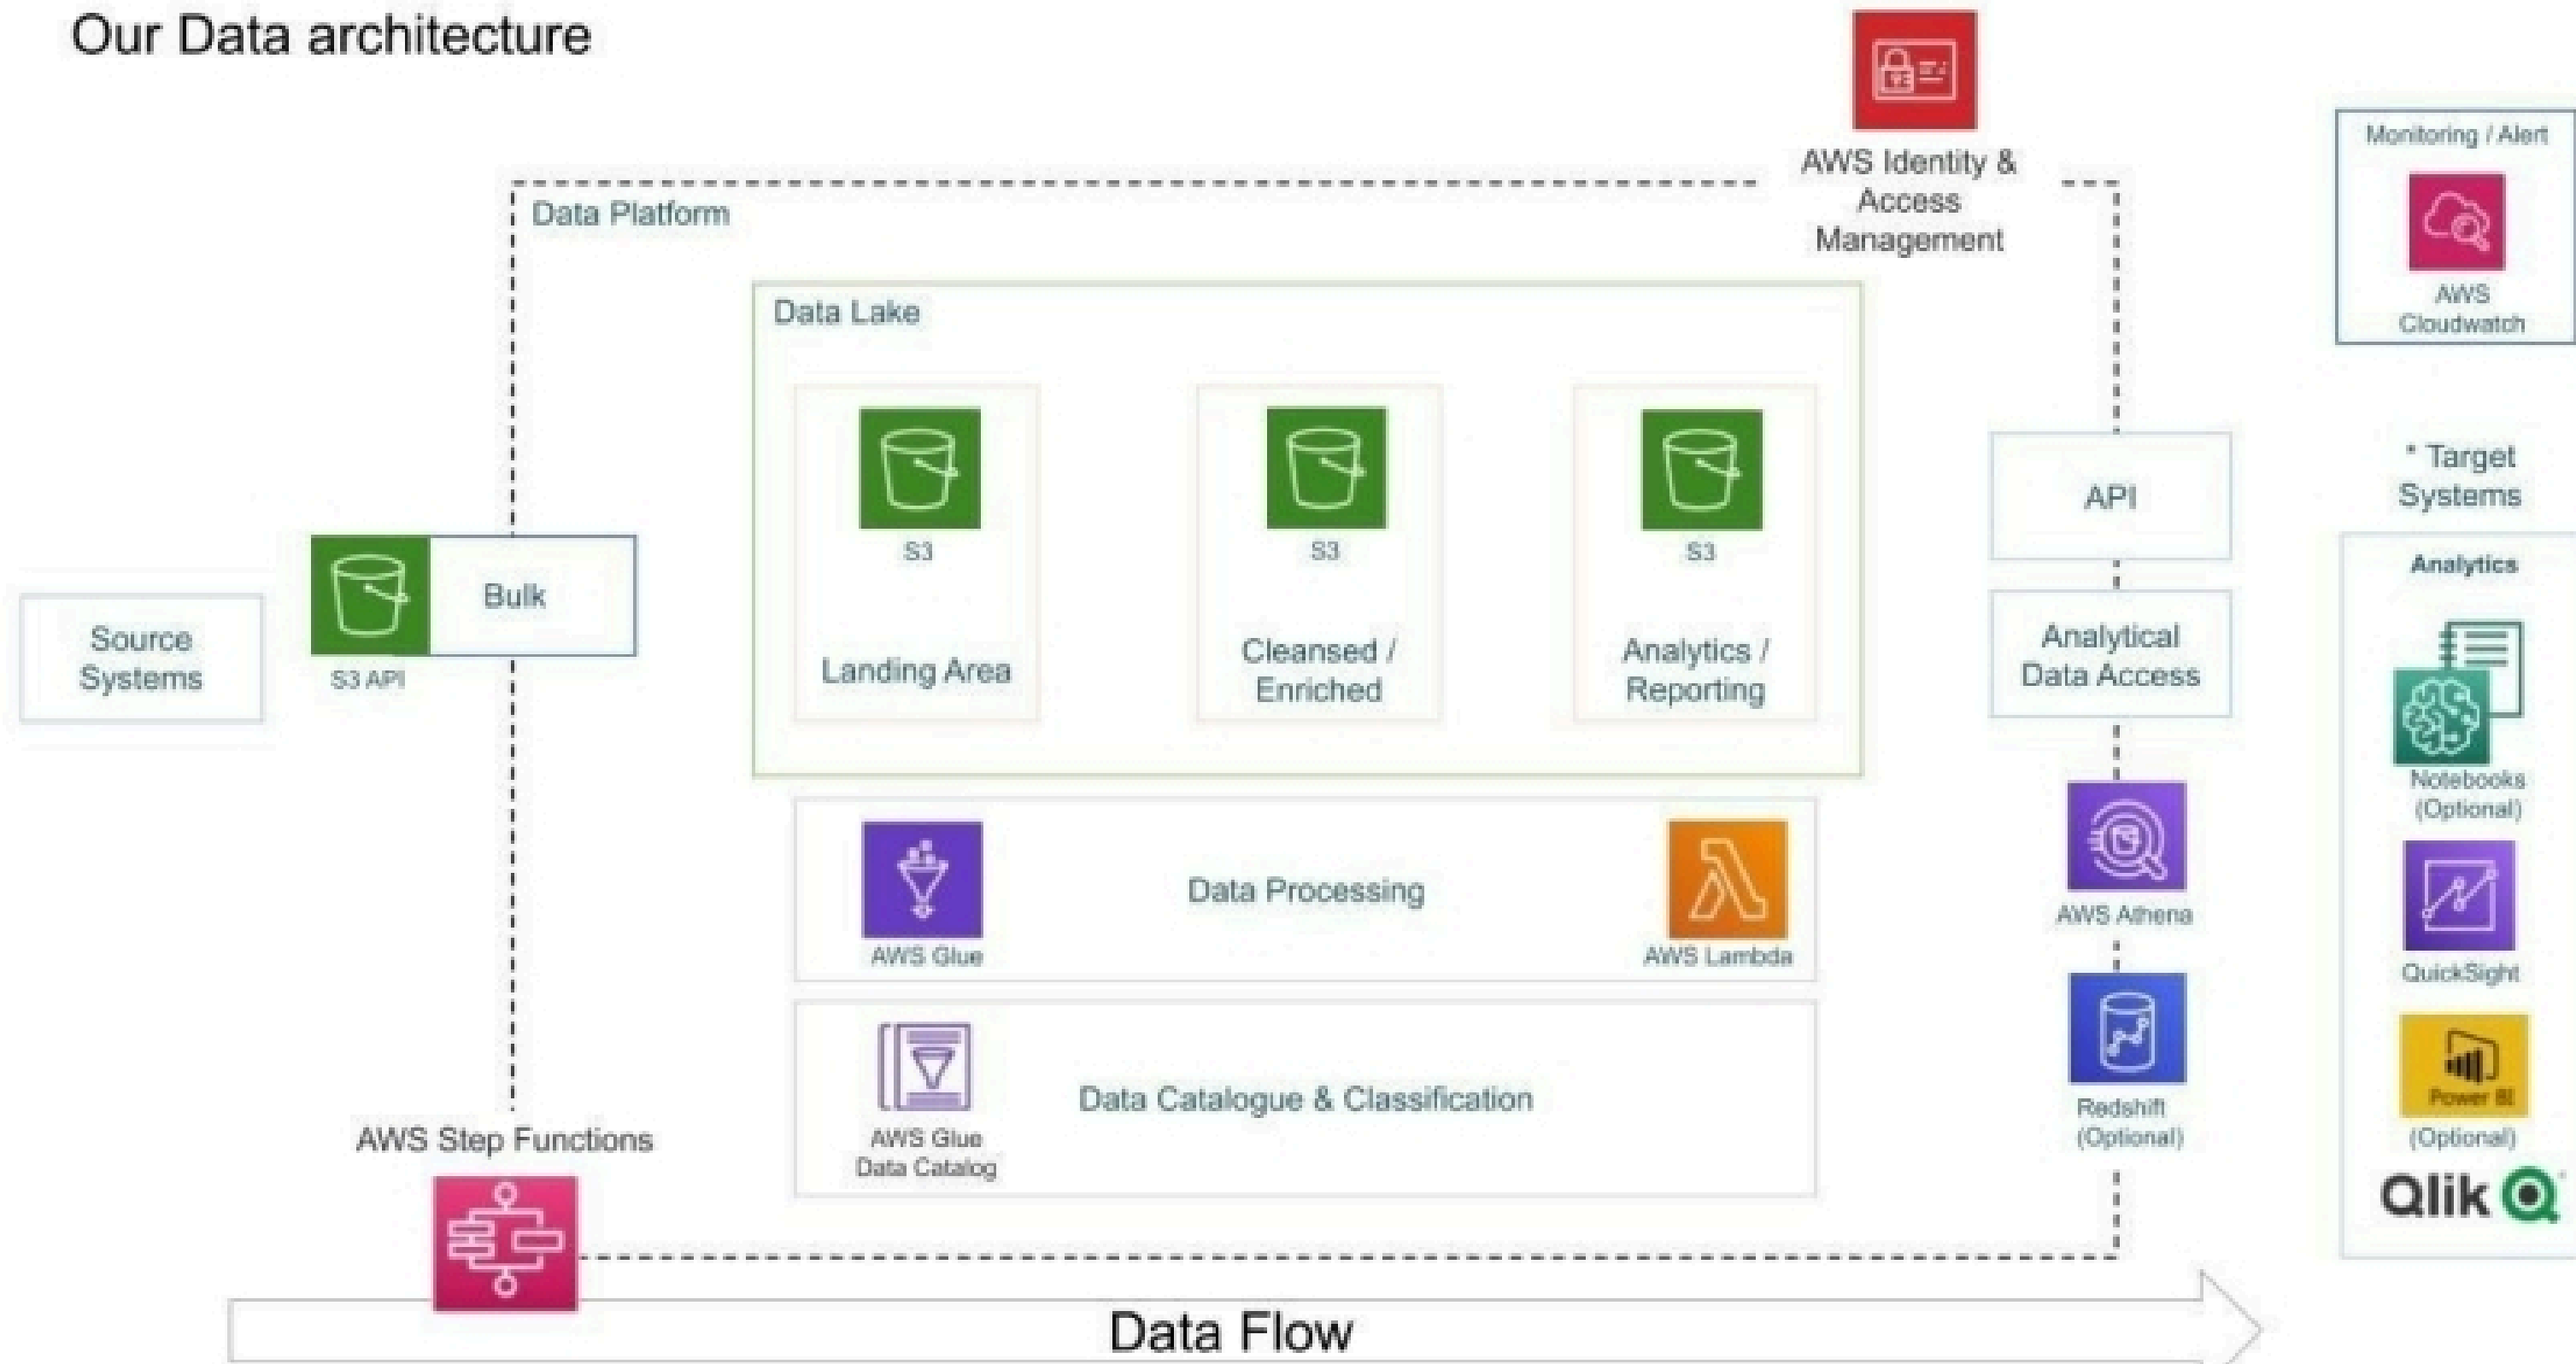 Our Data architecture
AWS Identity &
Access
Management
Monitoring / Alert
AWS
Cloudwatch
Data Platform
Data Lake
S3
Landing Area
S3
Cleansed /
Enriched
S3
Analytics /
Reporting
Source
Systems
S3 API
Bulk
API
Analytical
Data Access
* Target
Systems
Analytics
Notebooks
(Optional)
QuickSight
Power BI
(Optional)
Qlik
AWS Glue
Data Processing
AWS Lambda
AWS Athena
Redshift
(Optional)
AWS Glue
Data Catalog
Data Catalogue & Classification
AWS Step Functions
Data Flow